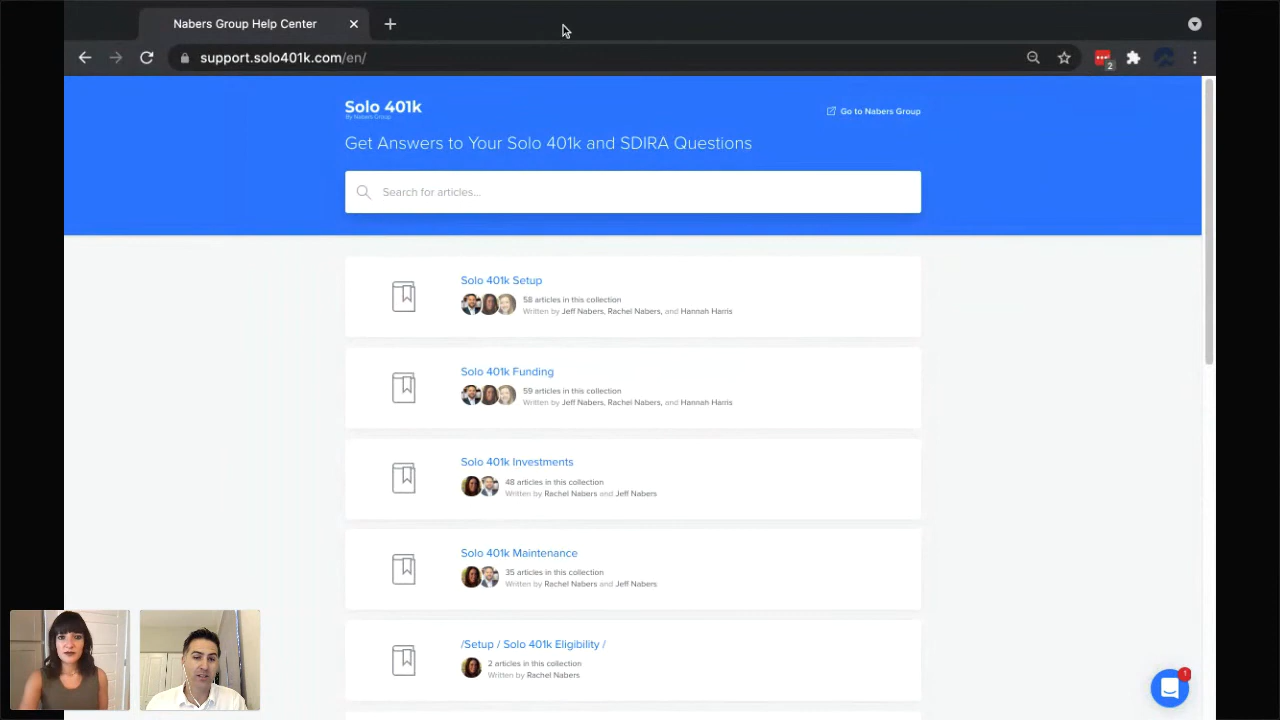 Nabers Group Help Center
support.solo401k.com/en/
2
Solo 401k
By Nabers Group
Go to Nabers Group
Get Answers to Your Solo 401k and SDIRA Questions
Search for articles...
Solo 401k Setup
58 articles in this collection
Written by Jeff Nabers, Rachel Nabers, and Hannah Harris
Solo 401k Funding
59 articles in this collection
Written by Jeff Nabers, Rachel Nabers, and Hannah Harris
Solo 401k Investments
48 articles in this collection
Written by Rachel Nabers and Jeff Nabers
Solo 401k Maintenance
35 articles in this collection
Written by Rachel Nabers and Jeff Nabers
/Setup / Solo 401k Eligibility /
2 articles in this collection
Written by Rachel Nabers
1